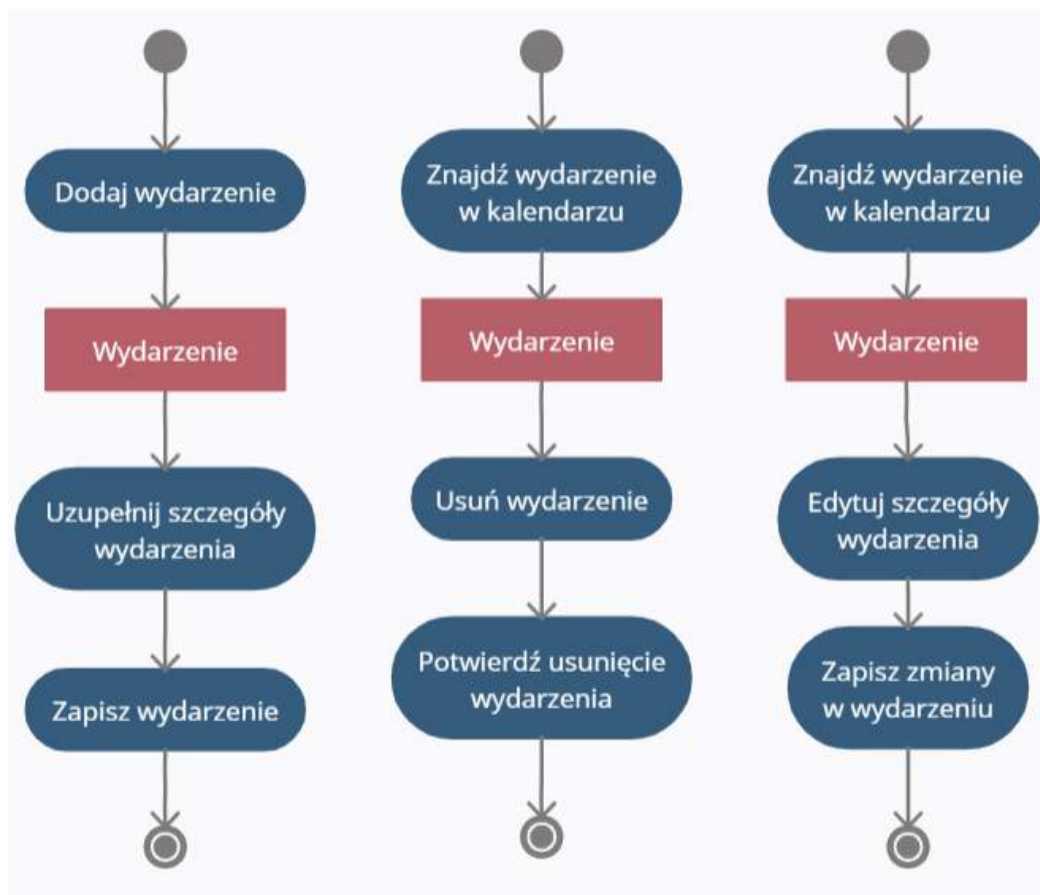 Dodaj wydarzenie
Wydarzenie
Uzupełnij szczegóły
wydarzenia
Zapisz wydarzenie
Znajdź wydarzenie
w kalendarzu
Wydarzenie
Usuń wydarzenie
Potwierdź usunięcie
wydarzenia
Znajdź wydarzenie
w kalendarzu
Wydarzenie
Edytuj szczegóły
wydarzenia
Zapisz zmiany
w wydarzeniu